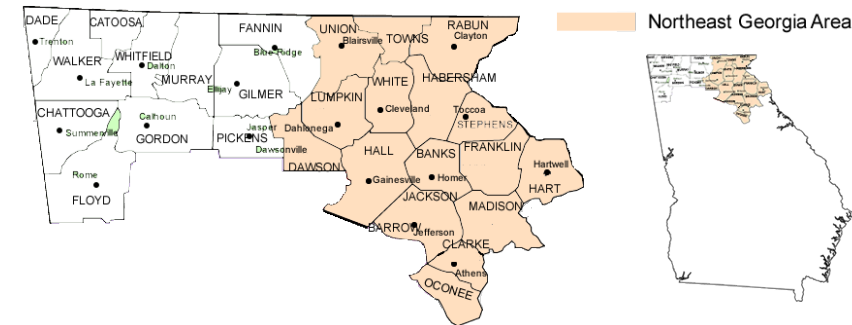 Northeast Georgia Area
DADE
CATOOSA
FANNIN
UNION
TOWNS
RABUN
Trenton
Blairsville
Clayton
WALKER
WHITFIELD
Dalton
Blue Ridge
La Fayette
MURRAY
Ellijay
GILMER
WHITE
HABERSHAM
LUMPKIN
CHATTOOGA
Calhoun
Cleveland
Toccoa
Summerville
GORDON
PICKENS
Jasper
Dahlonega
STEPHENS
Dawsonville
HALL
BANKS
FRANKLIN
DAWSON
Hartwell
Rome
Gainesville
Homer
HART
FLOYD
JACKSON
MADISON
BARROW
Jefferson
CLARKE
Athens
OCONEE